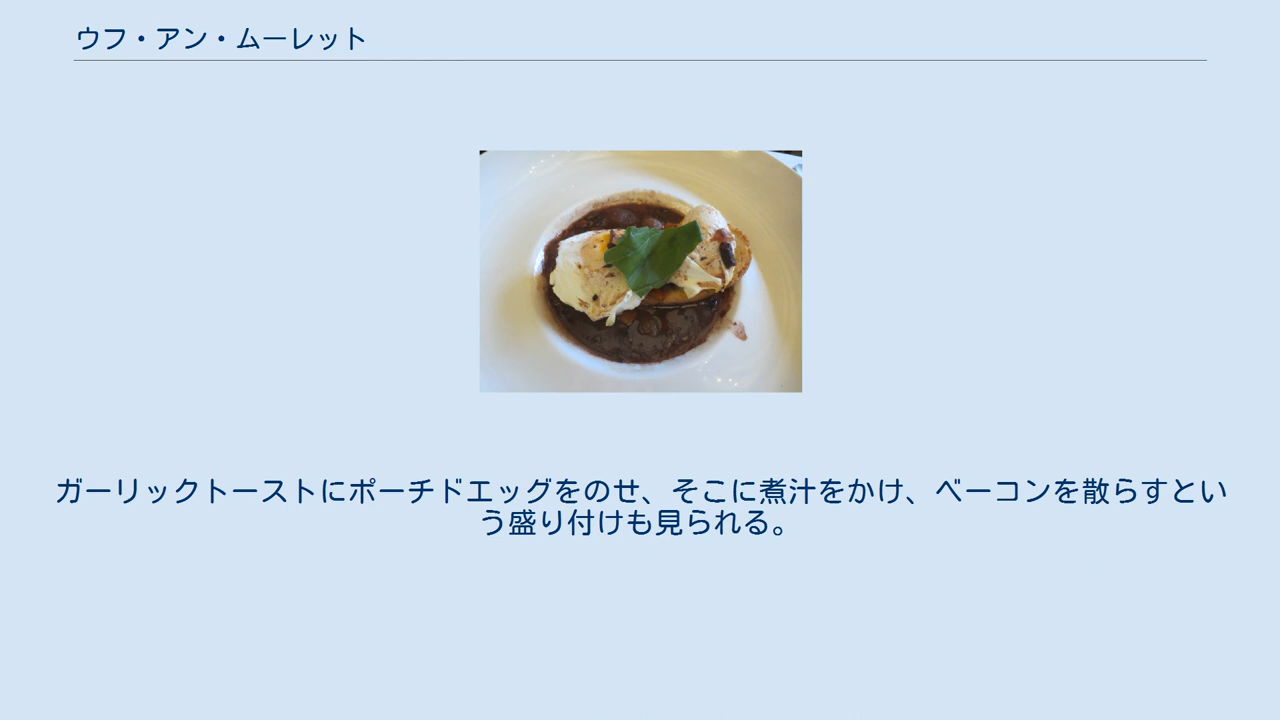 ウフ・アン・ムーレット
ガーリックトーストにポーチドエッグをのせ、そこに煮汁をかけ、ベーコンを散らすとい
う盛り付けも見られる。